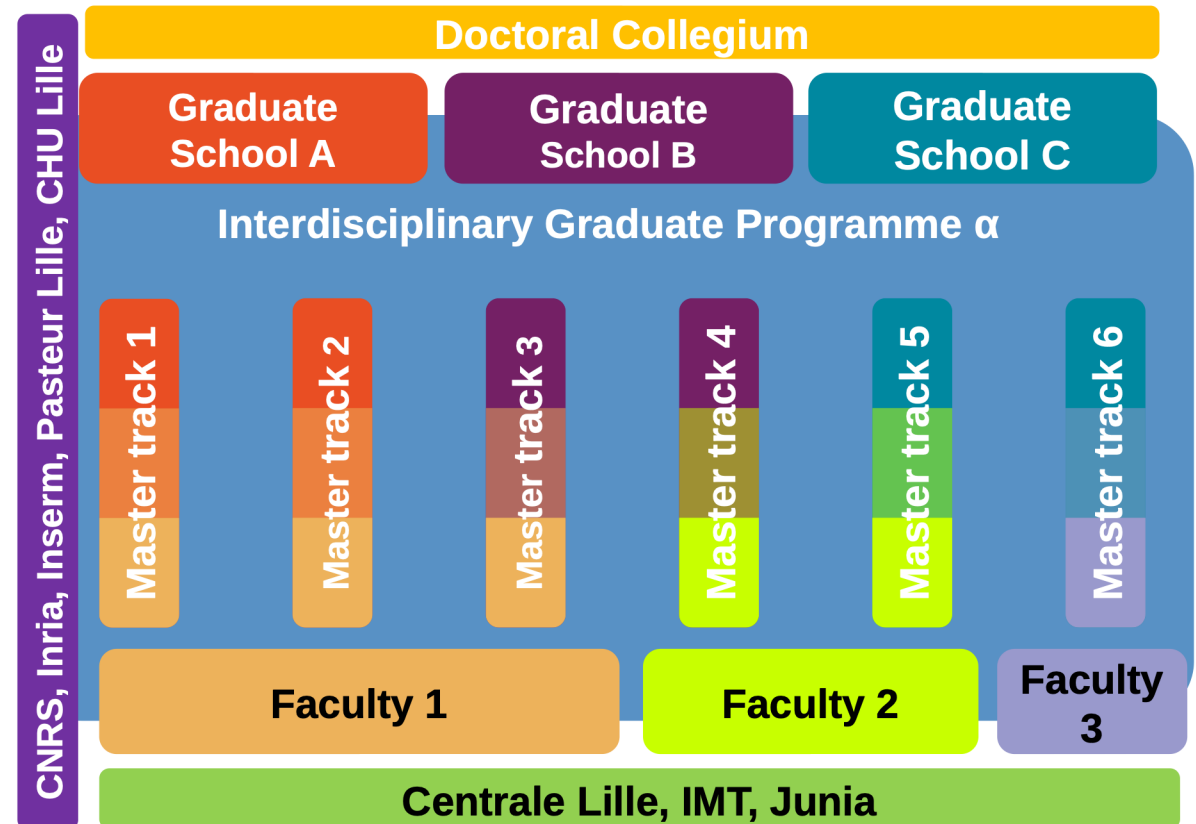 CNRS, Inria, Inserm, Pasteur Lille, CHU Lille
Doctoral Collegium
Graduate
School A
Graduate
School B
Graduate
School C
Interdisciplinary Graduate Programme α
Master track 1
Master track 2
Master track 3
Master track 4
Master track 5
Master track 6
Faculty 1
Faculty 2
Faculty
3
Centrale Lille, IMT, Junia